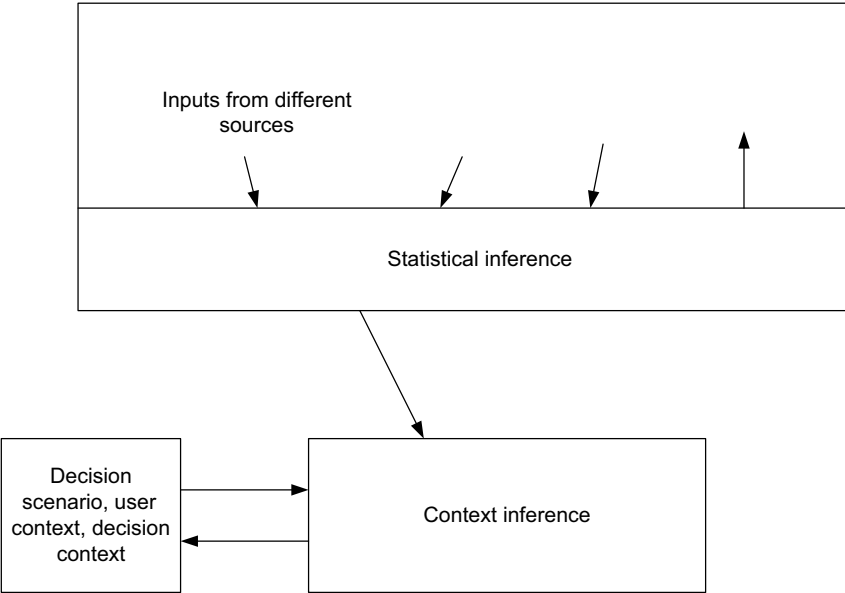 Inputs from different
sources
Statistical inference
Decision
scenario, user
context, decision
context
Context inference